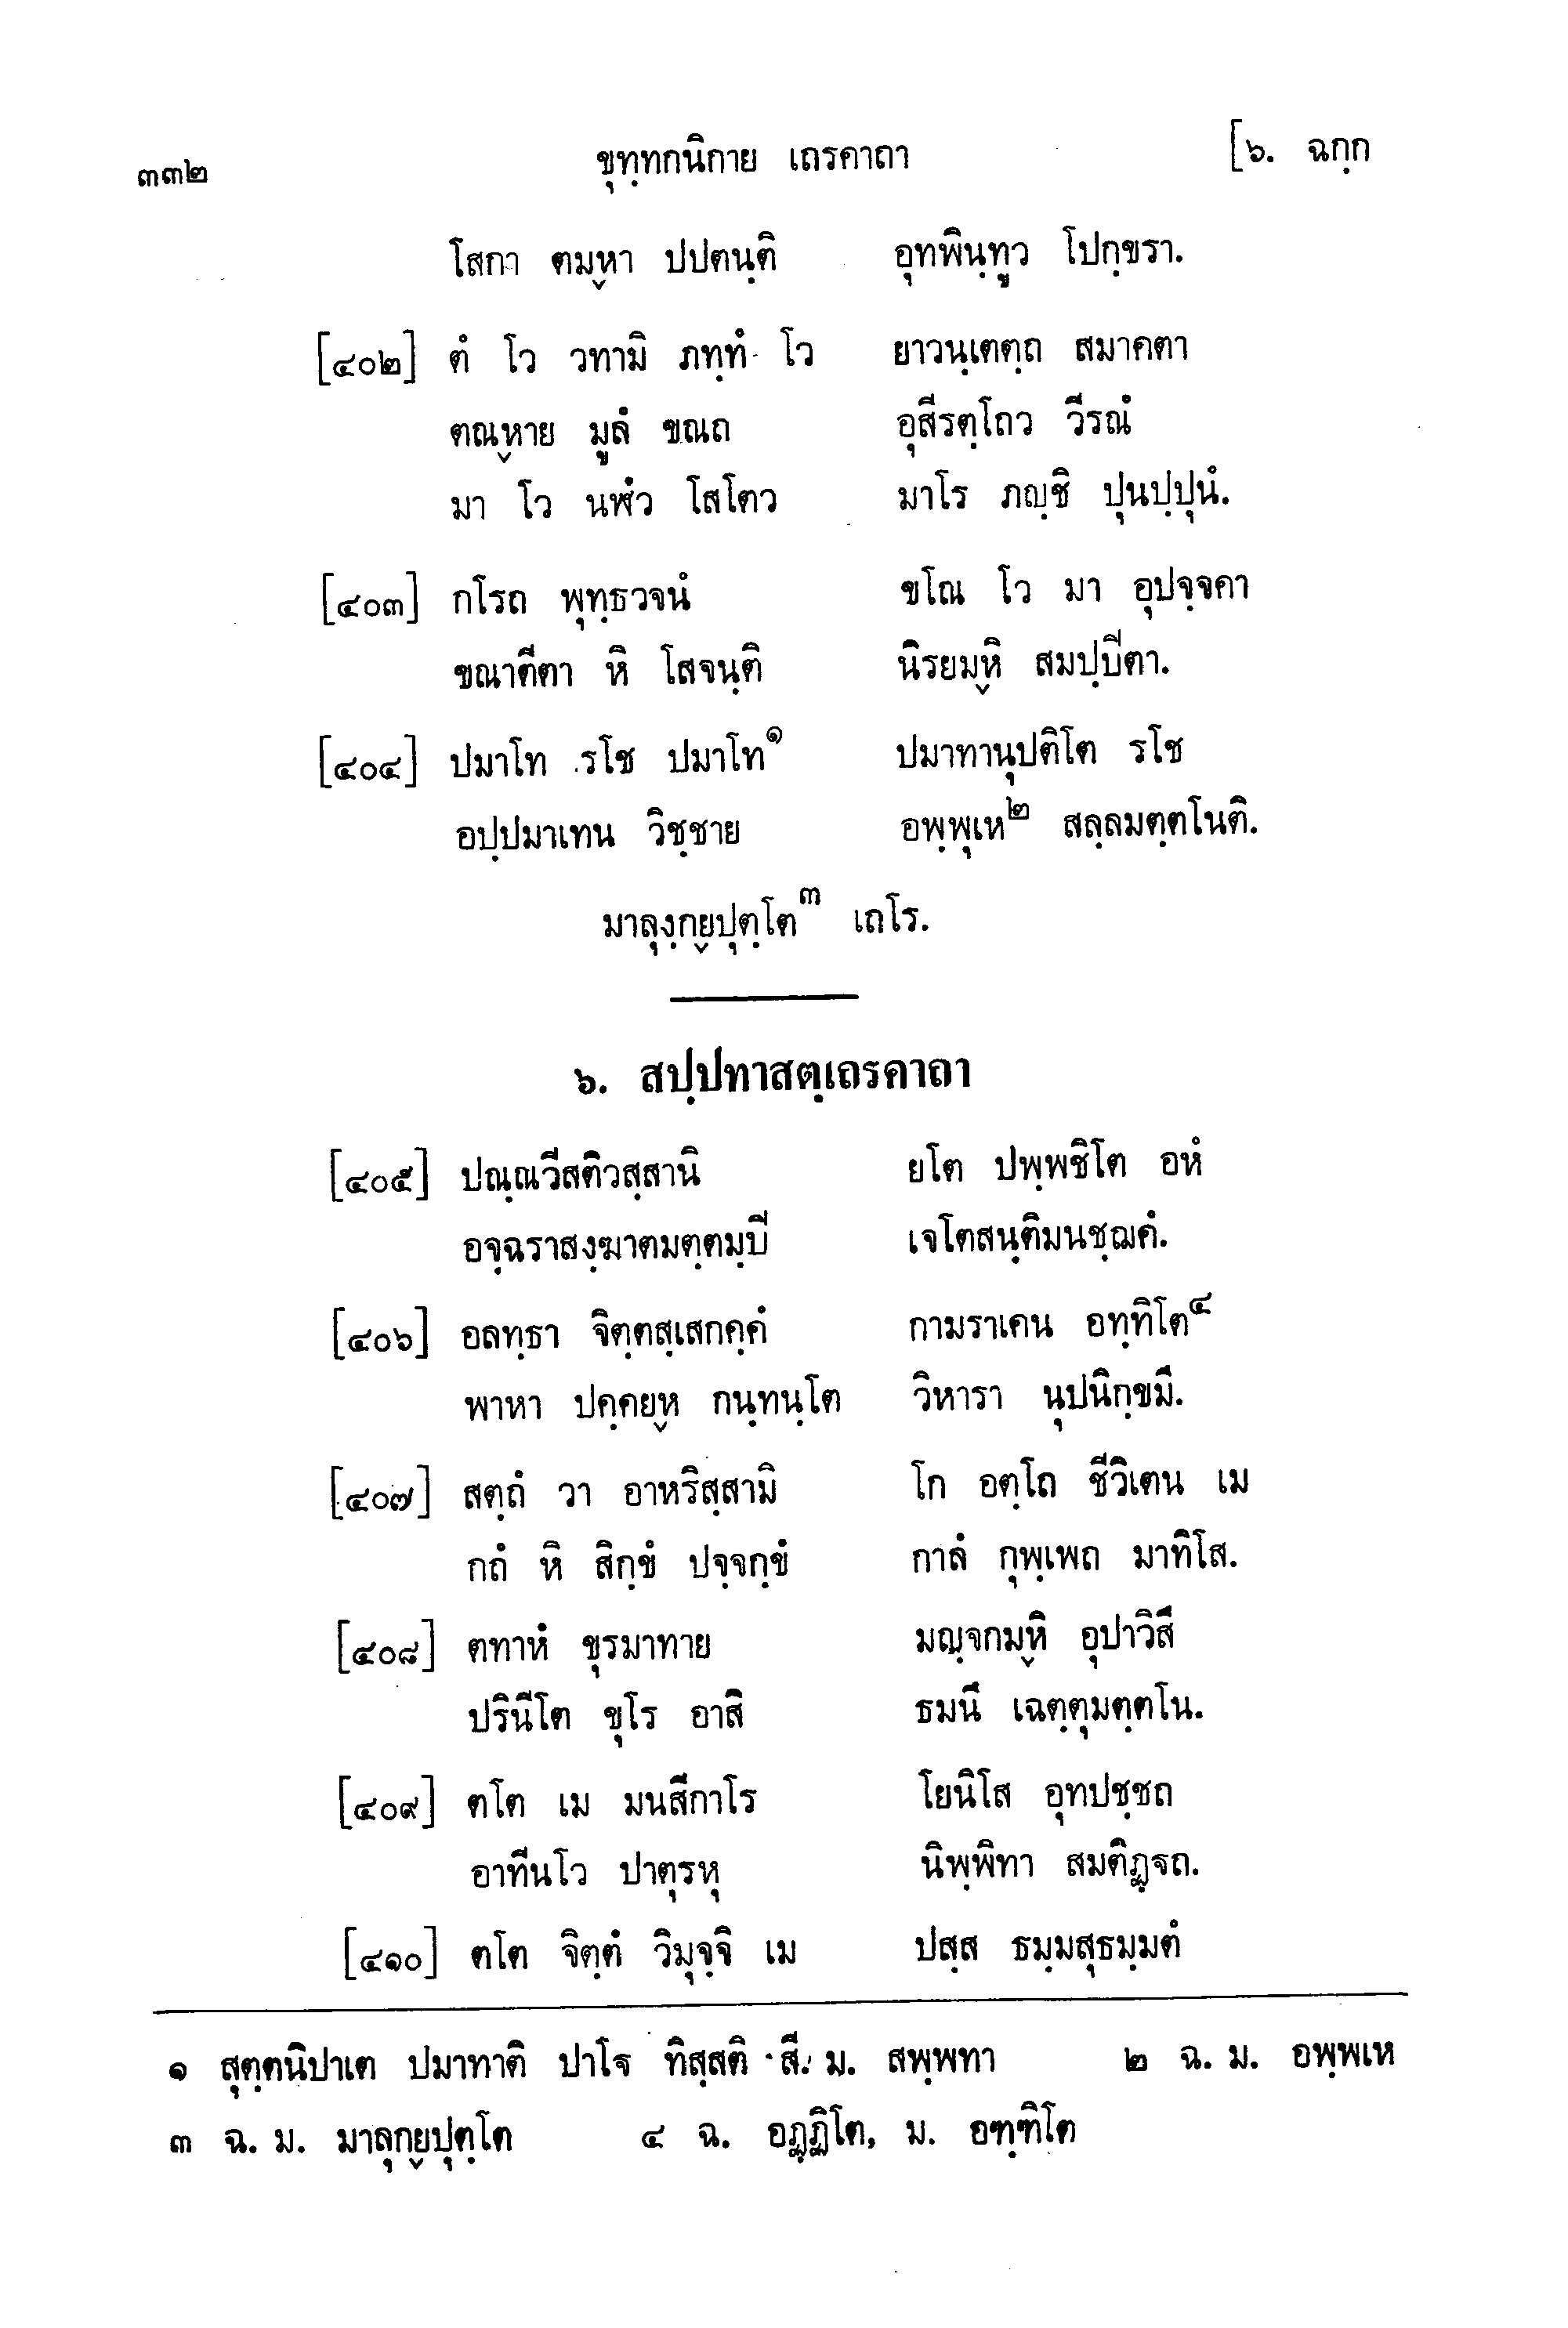 ๓๓๒ ขุทฺทกนิกาย เถรคาถา [๖. ฉกฺก
โสกา ตมฺหา ปปตนฺติ อุทพินฺทูว โปกฺขรา.
[๔๐๒] ตํ โว วทามิ ภทฺทํ โว ยาวนฺเตตฺถ สมาคตา
ตณฺหาย มูลํ ขณถ อุสีรตฺโถว วีรณํ
มา โว นฬํว โสโตว มาโร ภญฺชิ ปุนปฺปุนํ.
[๔๐๓] กโรถ พุทฺธวจนํ ขโณ โว มา อุปจฺจคา
ขณาตีตา หิ โสจนฺติ นิรยมฺหิ สมปฺปิตา.
[๔๐๔] ปมาโท รโช ปมาโท๑ ปมาทานุปติโต รโช
อปฺปมาเทน วิชฺชาย อพฺพุเห๒ สลฺลมตฺตโนติ.
มาลุงฺกฺยปุตฺโต๓ เถโร.
๖. สปฺปทาสตฺเถรคาถา
[๔๐๕] ปณฺณวีสติวสฺสานิ ยโต ปพฺพชิโต อหํ
อจฺฉราสงฺฆาตมตฺตมฺปี เจโตสนฺติมนชฺฌคํ.
[๔๐๖] อลทฺธา จิตฺตสฺเสกคฺคํ กามราเคน อทฺทิโต๔
พาหา ปคฺคยฺห กนฺทนฺโต วิหารา นุปนิกฺขมึ.
[๔๐๗] สตฺถํ วา อาหริสฺสามิ โก อตฺโถ ชีวิเตน เม
กถํ หิ สิกฺขํ ปจฺจกฺขํ กาลํ กุพฺเพถ มาทิโส.
[๔๐๘] ตทาหํ ขุรมาทาย มญฺจกมฺหิ อุปาวิสึ
ปรินีโต ขุโร อาสิ ธมนึ เฉตฺตุมตฺตโน.
[๔๐๙] ตโต เม มนสีกาโร โยนิโส อุทปชฺชถ
อาทีนโว ปาตุรหุ นิพฺพิทา สมติฏฺฐถ.
[๔๑๐] ตโต จิตฺตํ วิมุจฺจิ เม ปสฺส ธมฺมสุธมฺมตํ
๑ สุตฺตนิปาเต ปมาทาติ ปาโฐ ทิสฺสติ สี. ม. สพฺพทา ๒ ฉ. ม. อพฺพเห
๓ ฉ. ม. มาลุกฺยปุตฺโต ๔ ฉ. อฏฺฏิโต, ม. อฑฺฑิโต